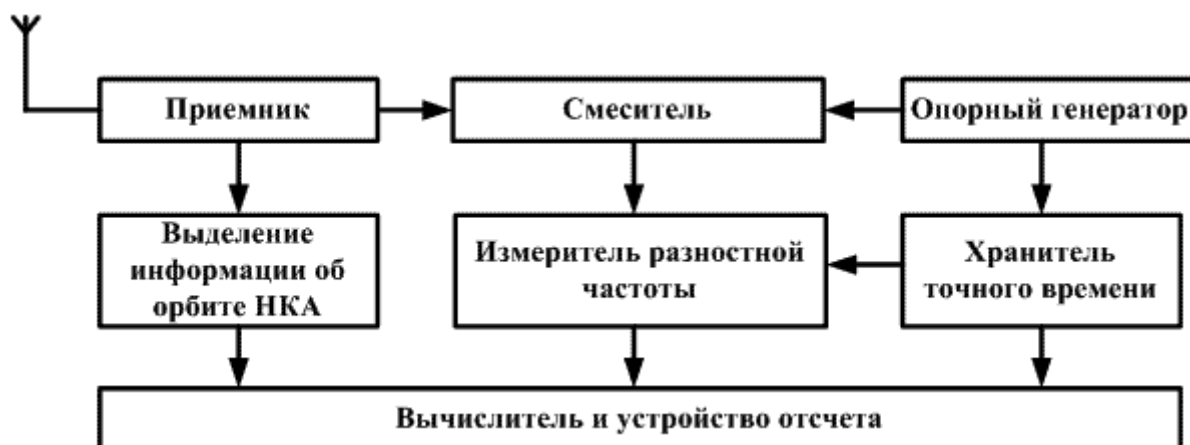 Приемник
Смеситель
Опорный генератор
Выделение
информации об
орбите НКА
Измеритель разностной
частоты
Хранитель
точного времени
Вычислитель и устройство отсчета